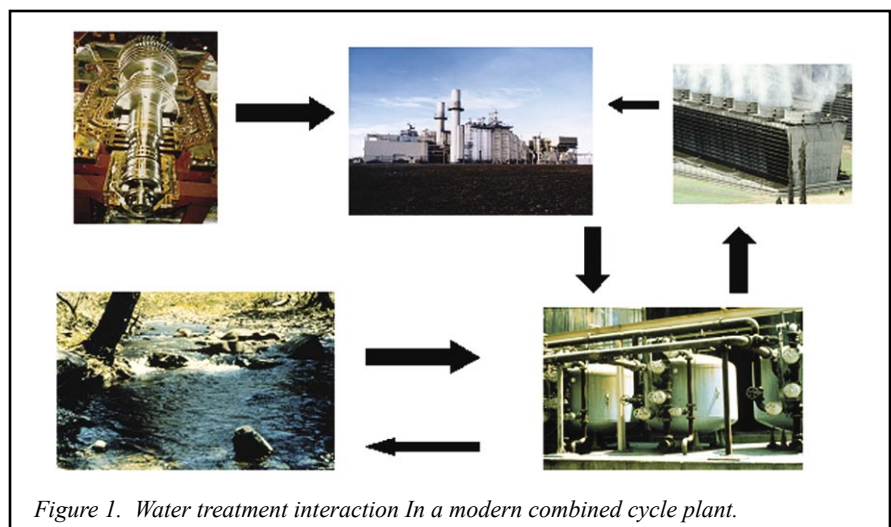 Figure 1. Water treatment interaction In a modern combined cycle plant.